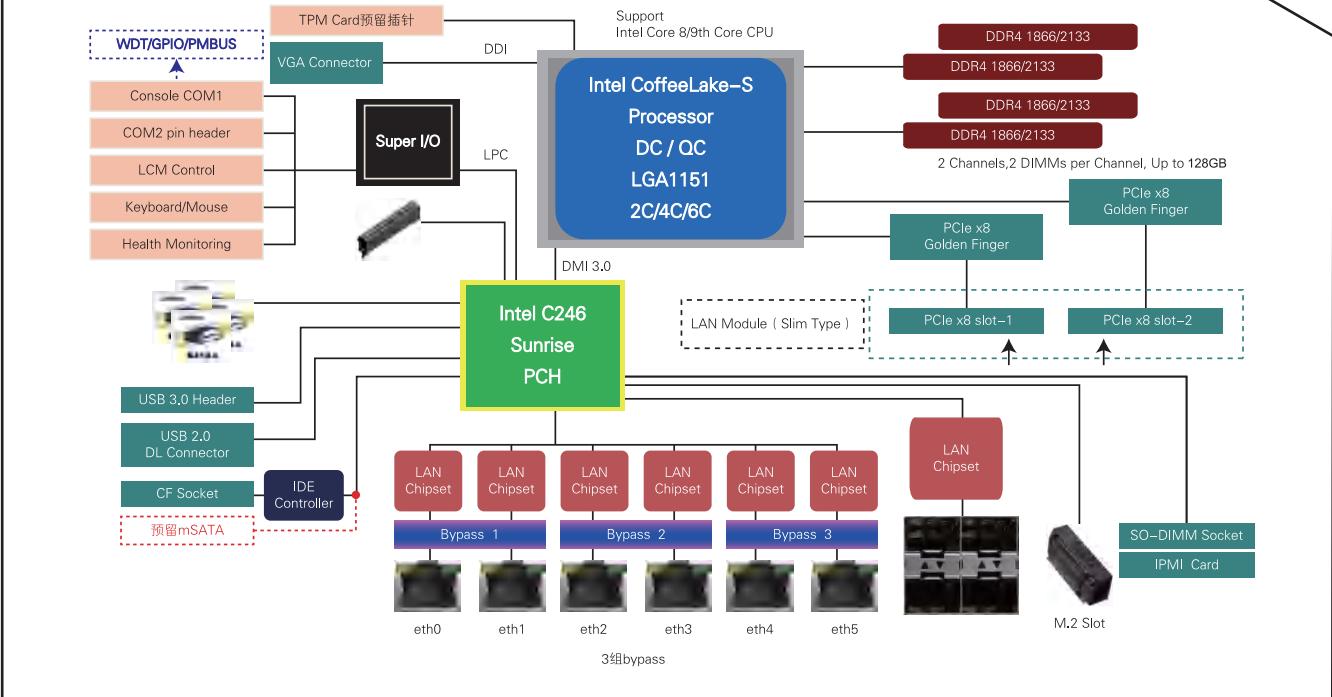 TPM Card预留插针
Support
Intel Core 8/9th Core CPU
WDT/GPIO/PMBUS
VGA Connector
DDI
DDR4 1866/2133
DDR4 1866/2133
DDR4 1866/2133
DDR4 1866/2133
2 Channels,2 DIMMs per Channel, Up to 128GB
Intel CoffeeLake-S
Processor
DC / QC
LGA1151
2C/4C/6C
Console COM1
COM2 pin header
LCM Control
Keyboard/Mouse
Health Monitoring
Super I/O
LPC
PCIe x8
Golden Finger
PCIe x8
Golden Finger
DMI 3.0
Intel C246
Sunrise
PCH
LAN Module ( Slim Type )
PCIe x8 slot-1
PCIe x8 slot-2
USB 3.0 Header
USB 2.0
DL Connector
CF Socket
IDE
Controller
预留mSATA
LAN
Chipset
LAN
Chipset
LAN
Chipset
LAN
Chipset
LAN
Chipset
LAN
Chipset
LAN
Chipset
Bypass 1
Bypass 2
Bypass 3
SO-DIMM Socket
IPMI Card
M.2 Slot
eth0
eth1
eth2
eth3
eth4
eth5
3组bypass